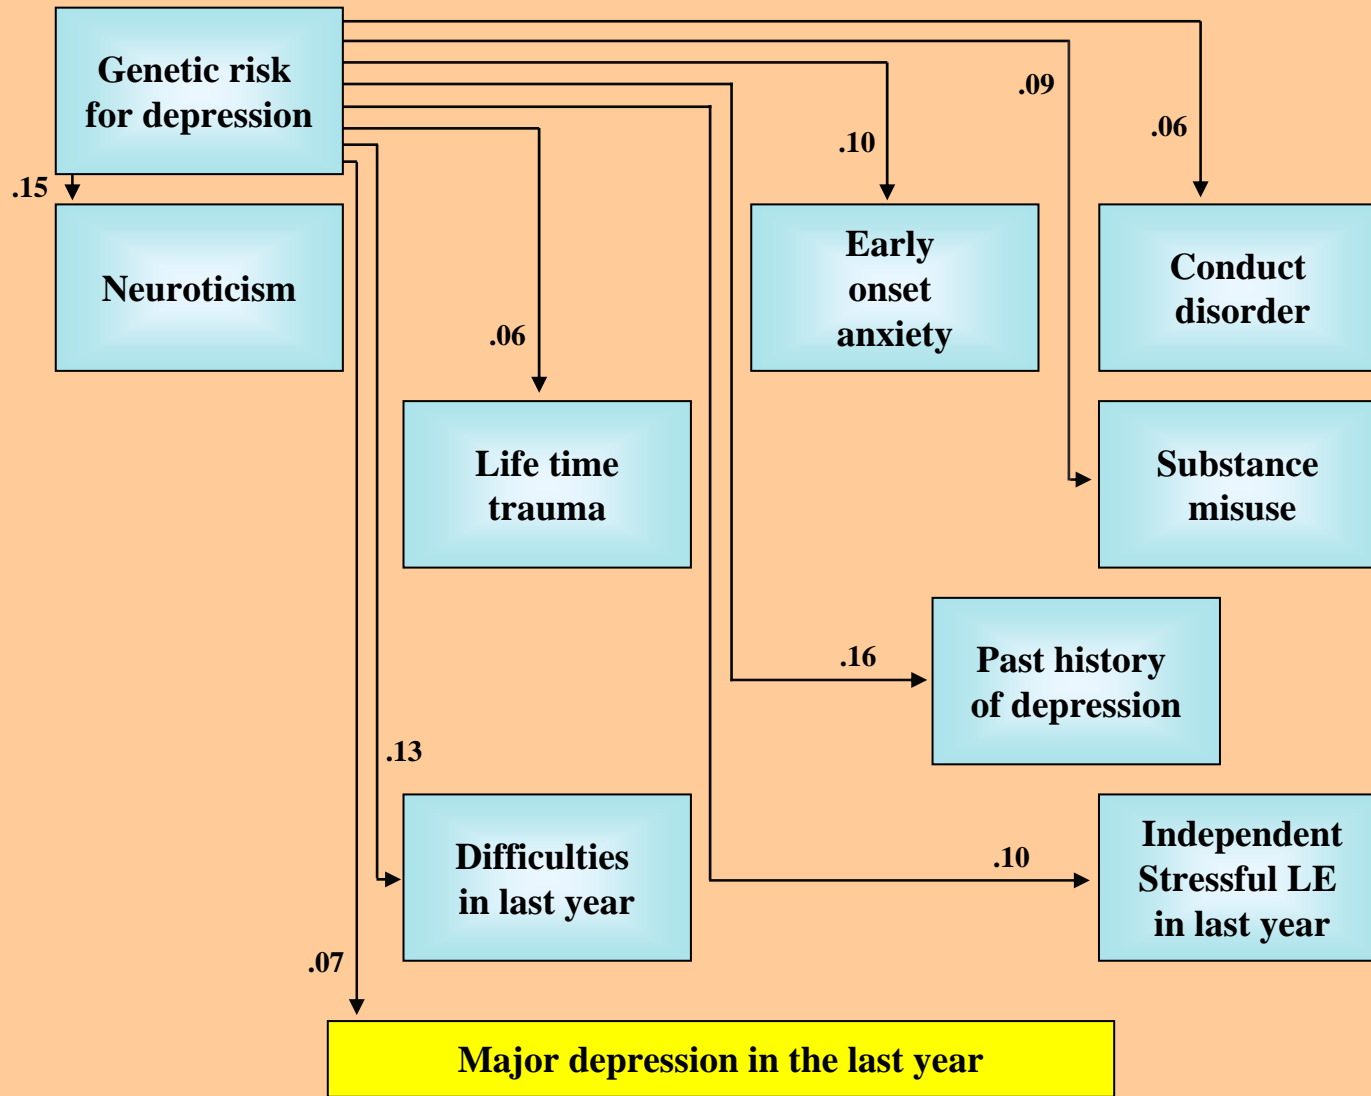 Genetic risk
for depression
.09
.06
.10
.15
Neuroticism
Early
onset
anxiety
Conduct
disorder
.06
Life time
trauma
Substance
misuse
.16
Past history
of depression
.13
Difficulties
in last year
.10
Independent
Stressful LE
in last year
.07
Major depression in the last year